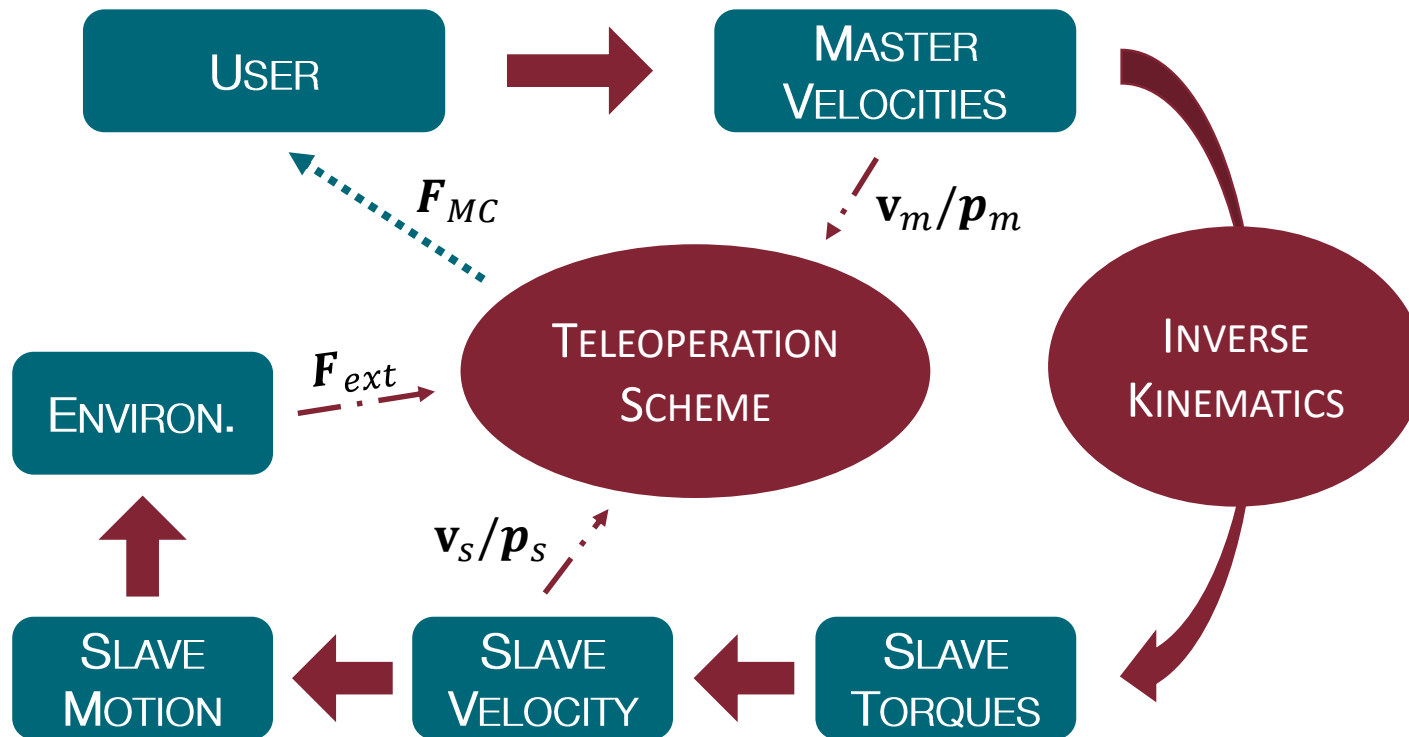 USER
MASTER
VELOCITIES
F_MC
v_m/p_m
TELEOPERATION
SCHEME
INVERSE
KINEMATICS
F_ext
ENVIRON.
v_s/p_s
SLAVE
MOTION
SLAVE
VELOCITY
SLAVE
TORQUES